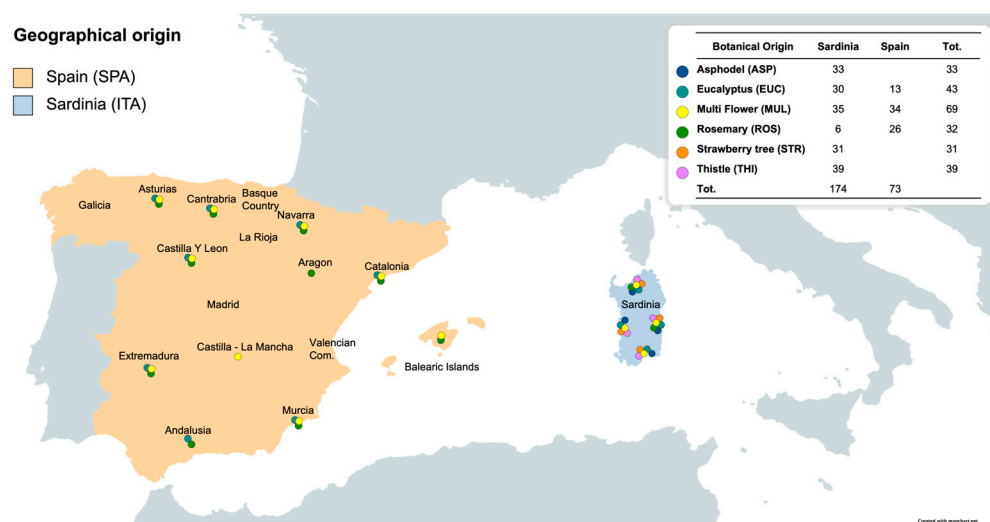 Geographical origin
Spain (SPA)
Sardinia (ITA)
Botanical Origin Sardinia Spain Tot.
Asphodel (ASP) 33 33
Eucalyptus (EUC) 30 13 43
Multi Flower (MUL) 35 34 69
Rosemary (ROS) 6 26 32
Strawberry tree (STR) 31 31
Thistle (THI) 39 39
Tot. 174 73
Asturias
Cantrabria
Basque
Country
Galicia
Navarra
La Rioja
Castilla Y Leon
Aragon
Catalonia
Madrid
Sardinia
Castilla - La Mancha
Valencian
Com.
Extremadura
Balearic Islands
Murcia
Andalusia
Created with mapchart.net